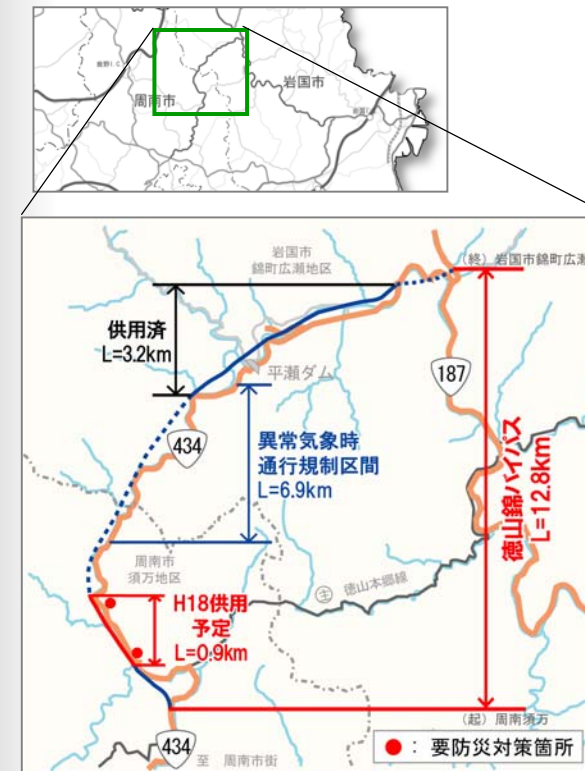 周南市
岩国市
岩国市
錦町広瀬地区
(終) 岩国市錦町広瀬
供用済
L=3.2km
平瀬ダム
187
434
異常気象時
通行規制区間
L=6.9km
徳山錦バイパス
L=12.8km
周南市
須万地区
主 徳山本郷線
H18供用
予定
L=0.9km
(起) 周南須万
434
至 周南市街
●：要防災対策箇所